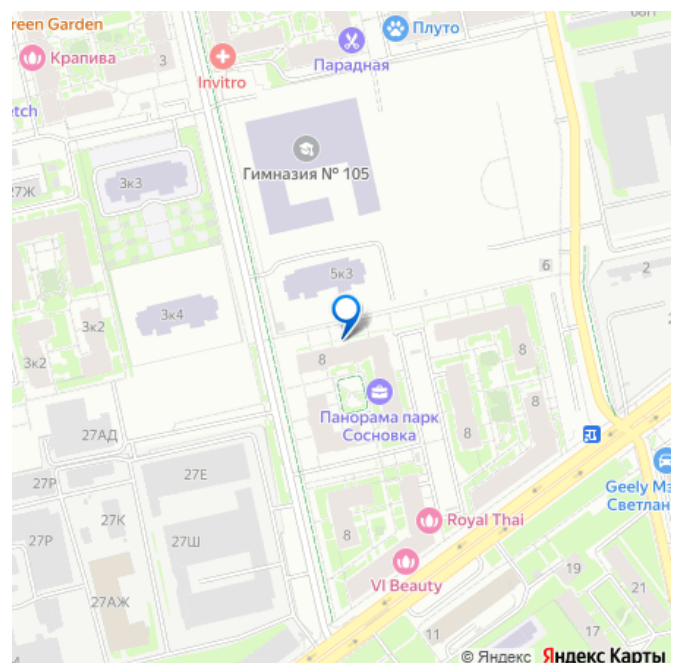 reen Garden
Крапива
3
Invitro
Парадная
Плуто
etch
Гимназия № 105
27Ж
3к3
5к3
6
2
3к4
3к2
3к2
8
Панорама парк
Сосновка
8
8
27АД
27Е
27Р
27К
27Р
27Ш
8
Royal Thai
Geely Мэ
Светлан
VI Beauty
27АЖ
19
21
17
11
4
© Яндекс Яндекс Карты